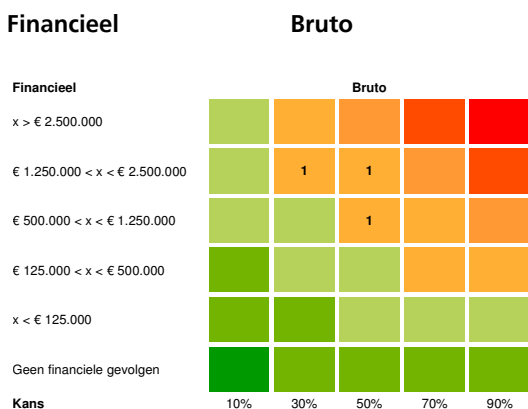 Financieel Bruto
Financieel Bruto
x > € 2.500.000
€ 1.250.000 < x < € 2.500.000 1 1
€ 500.000 < x < € 1.250.000 1
€ 125.000 < x < € 500.000
x < € 125.000
Geen financiele gevolgen
Kans 10% 30% 50% 70% 90%